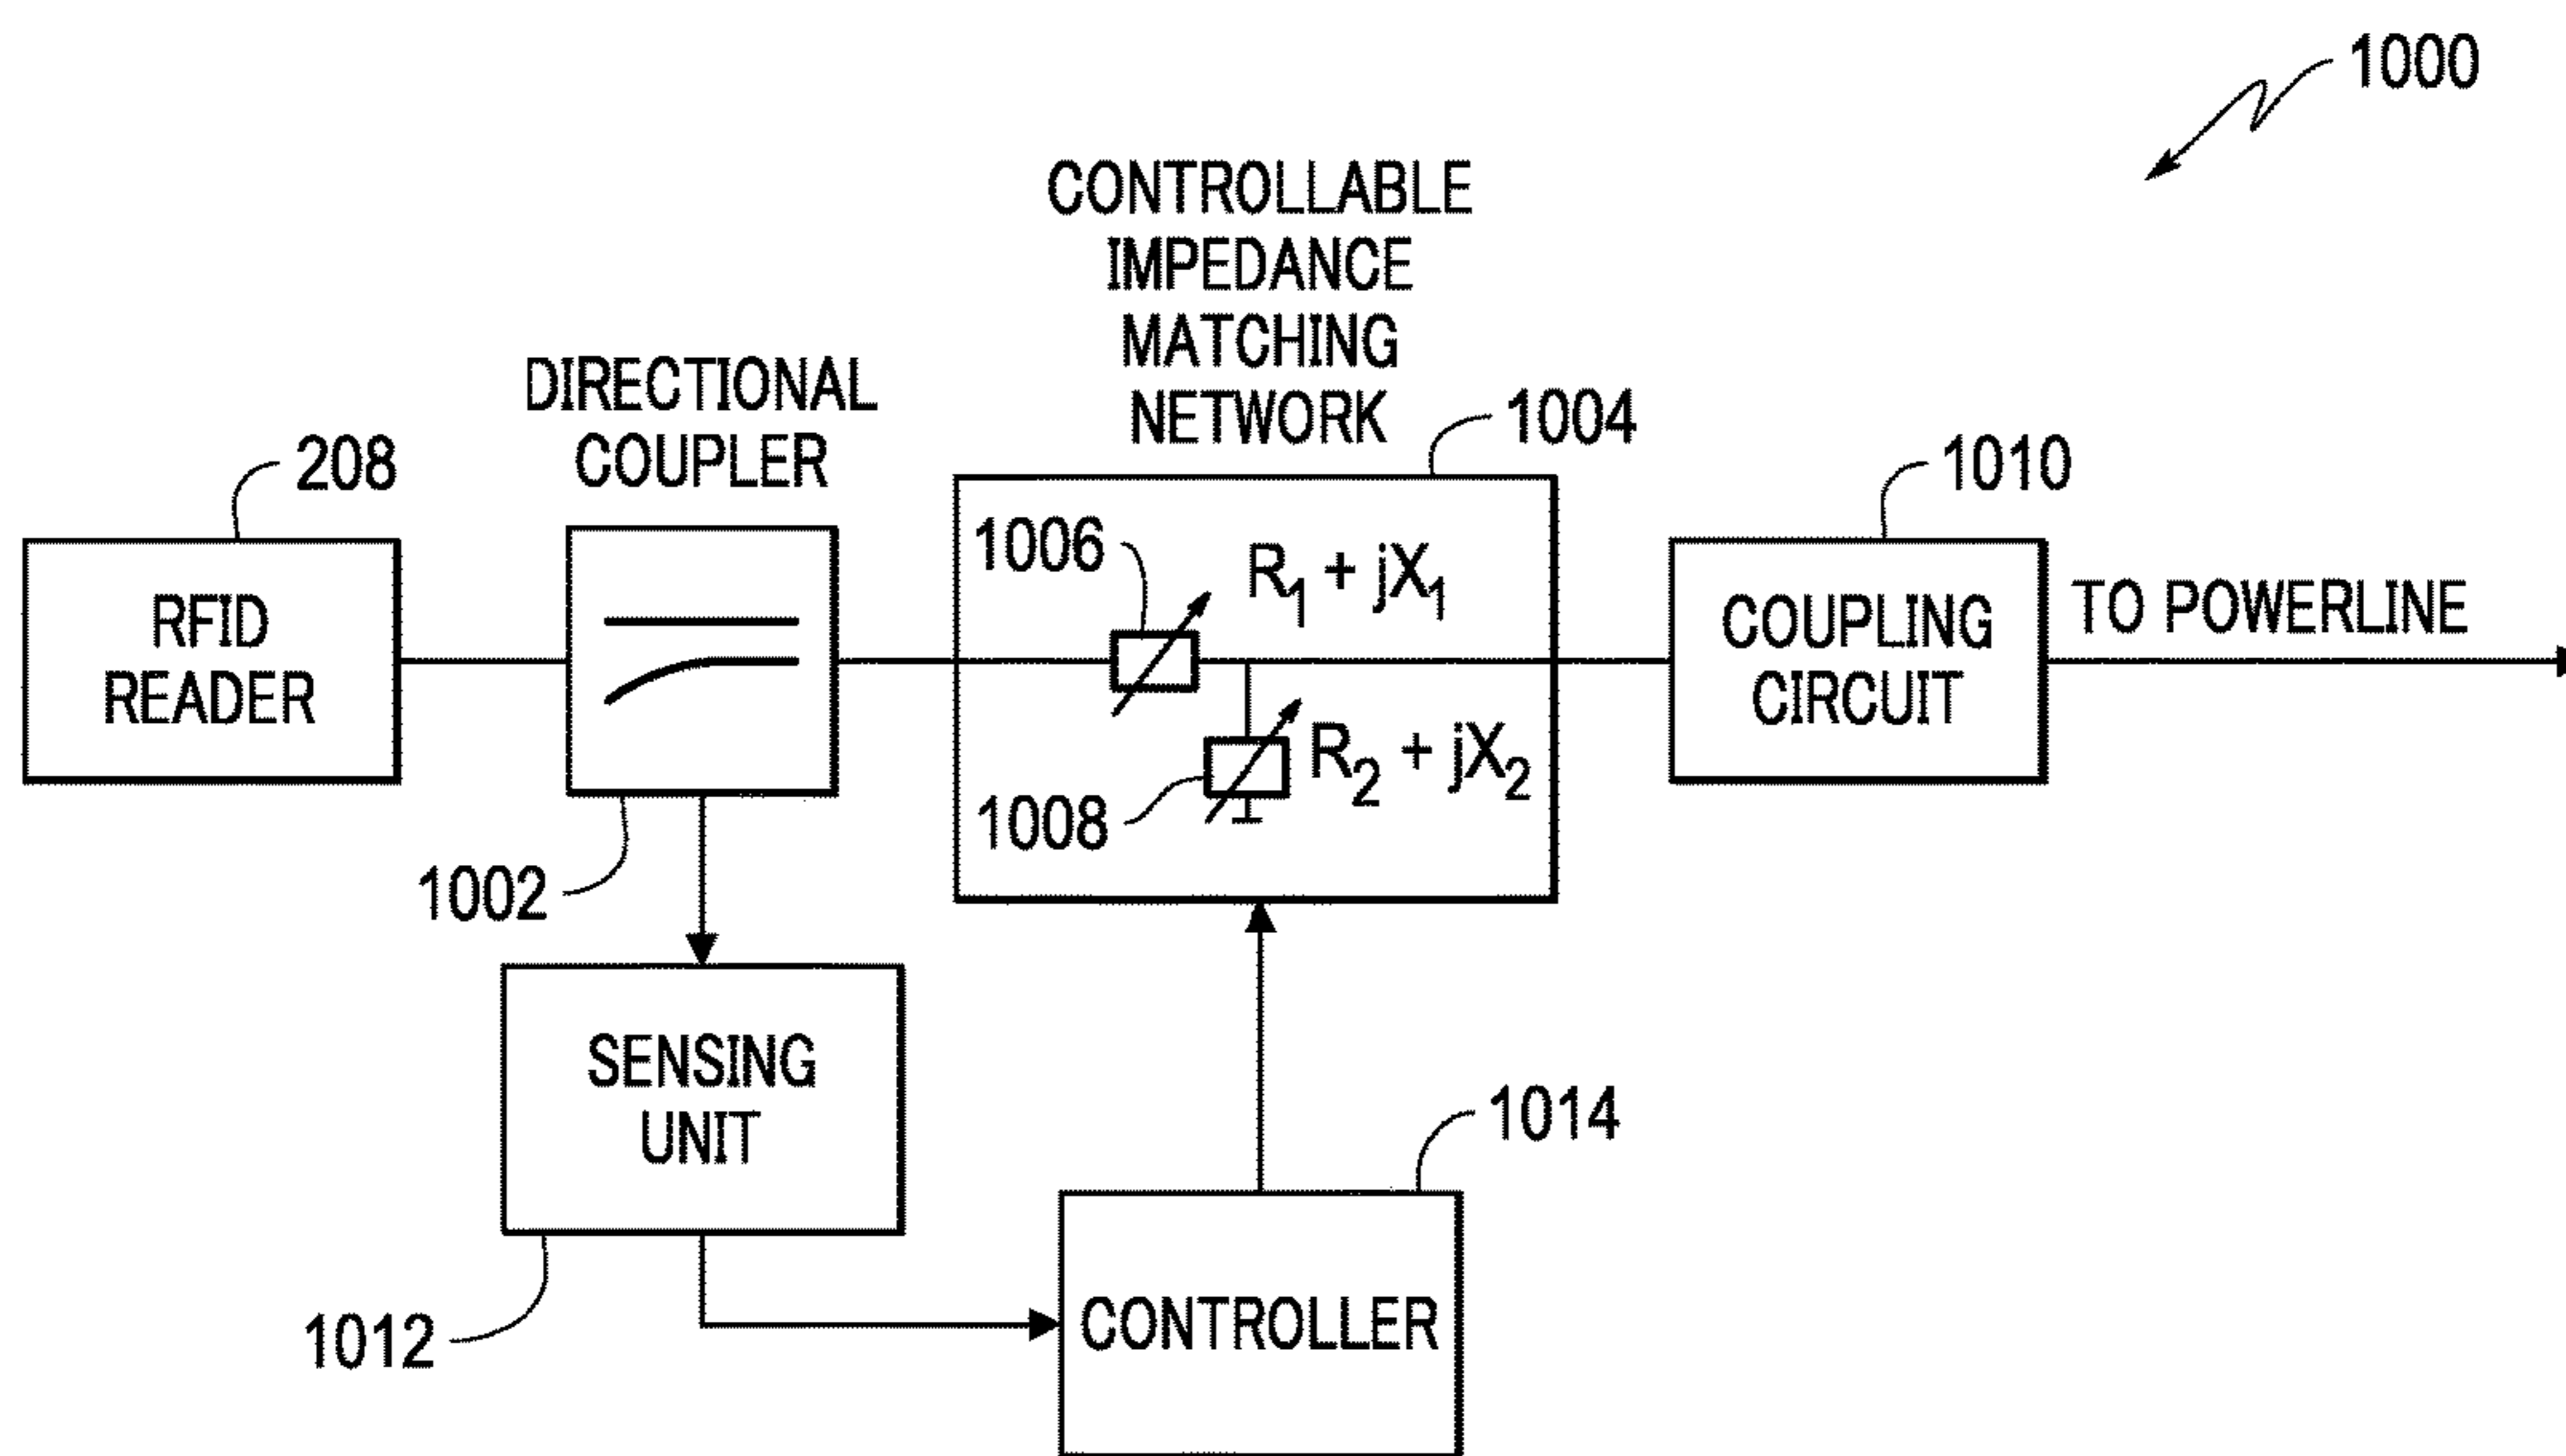 1000
CONTROLLABLE
IMPEDANCE
MATCHING
NETWORK
1004
DIRECTIONAL
COUPLER
208
1010
RFID
READER
1006
R₁ + jX₁
COUPLING
CIRCUIT
TO POWERLINE
R₂ + jX₂
1008
1002
SENSING
UNIT
1014
1012
CONTROLLER